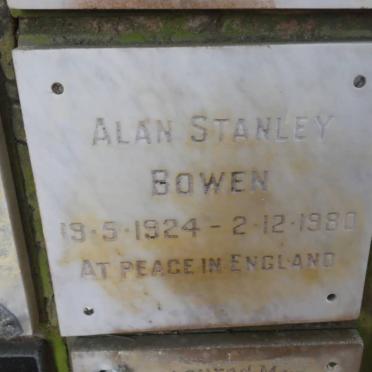 ALAN STANLEY
BOWEN
19·5·1924 - 2·12·1980
AT PEACE IN ENGLAND